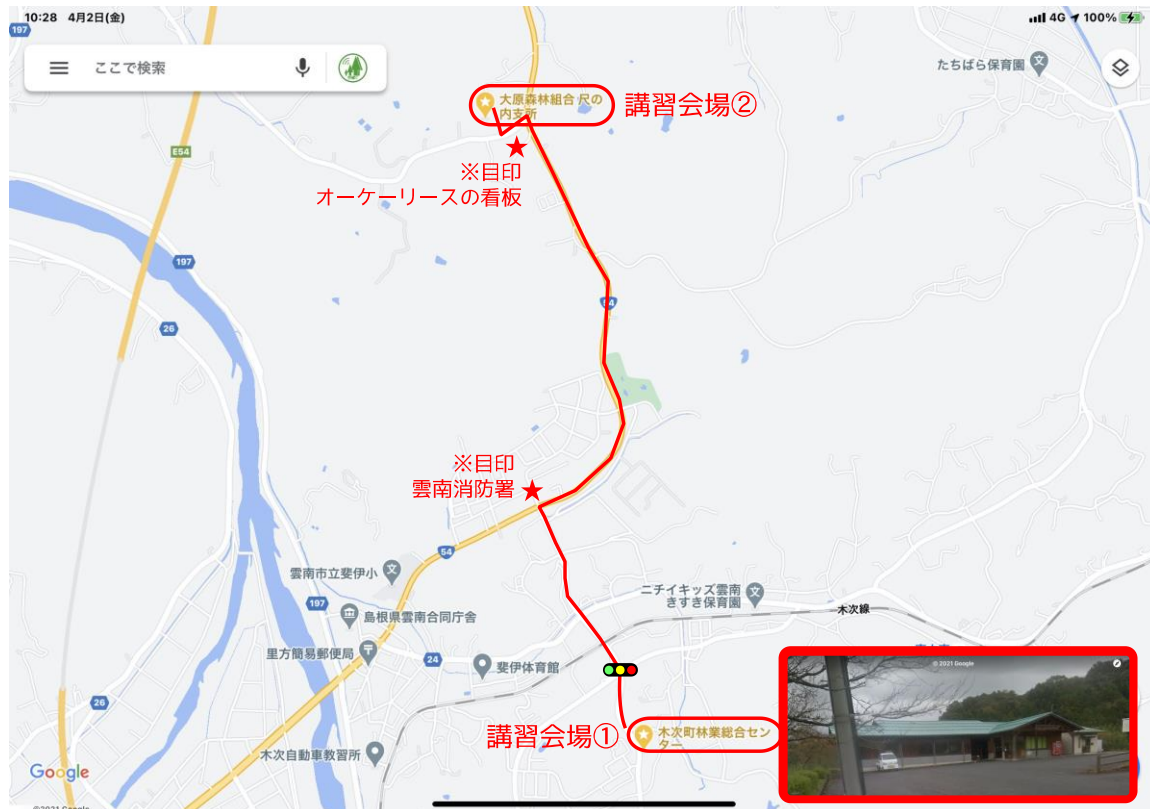 10:28 4月2日(金)
4G 100%
197
ここで検索
たちばら保育園
大原森林組合 尺の
内支所
講習会場②
E54
※目印
オーケーリースの看板
197
26
54
※目印
雲南消防署
54
雲南市立斐伊小
ニチイキッズ雲南
きすき保育園
197
島根県雲南合同庁舎
木次線
里方簡易郵便局
24
斐伊体育館
© 2021 Google
26
講習会場①
木次町林業総合セン
ター
木次自動車教習所
Google
©2021 Google